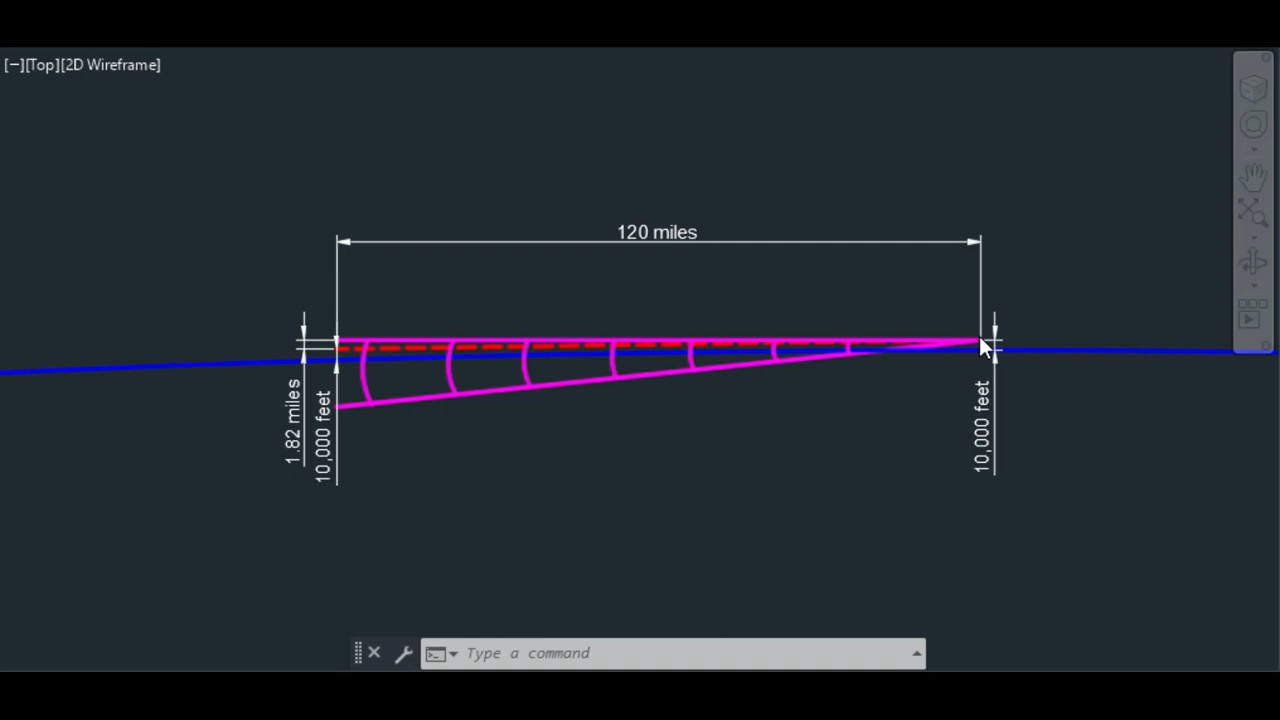 [−][Top][2D Wireframe]
120 miles
1.82 miles
10,000 feet
10,000 feet
Type a command